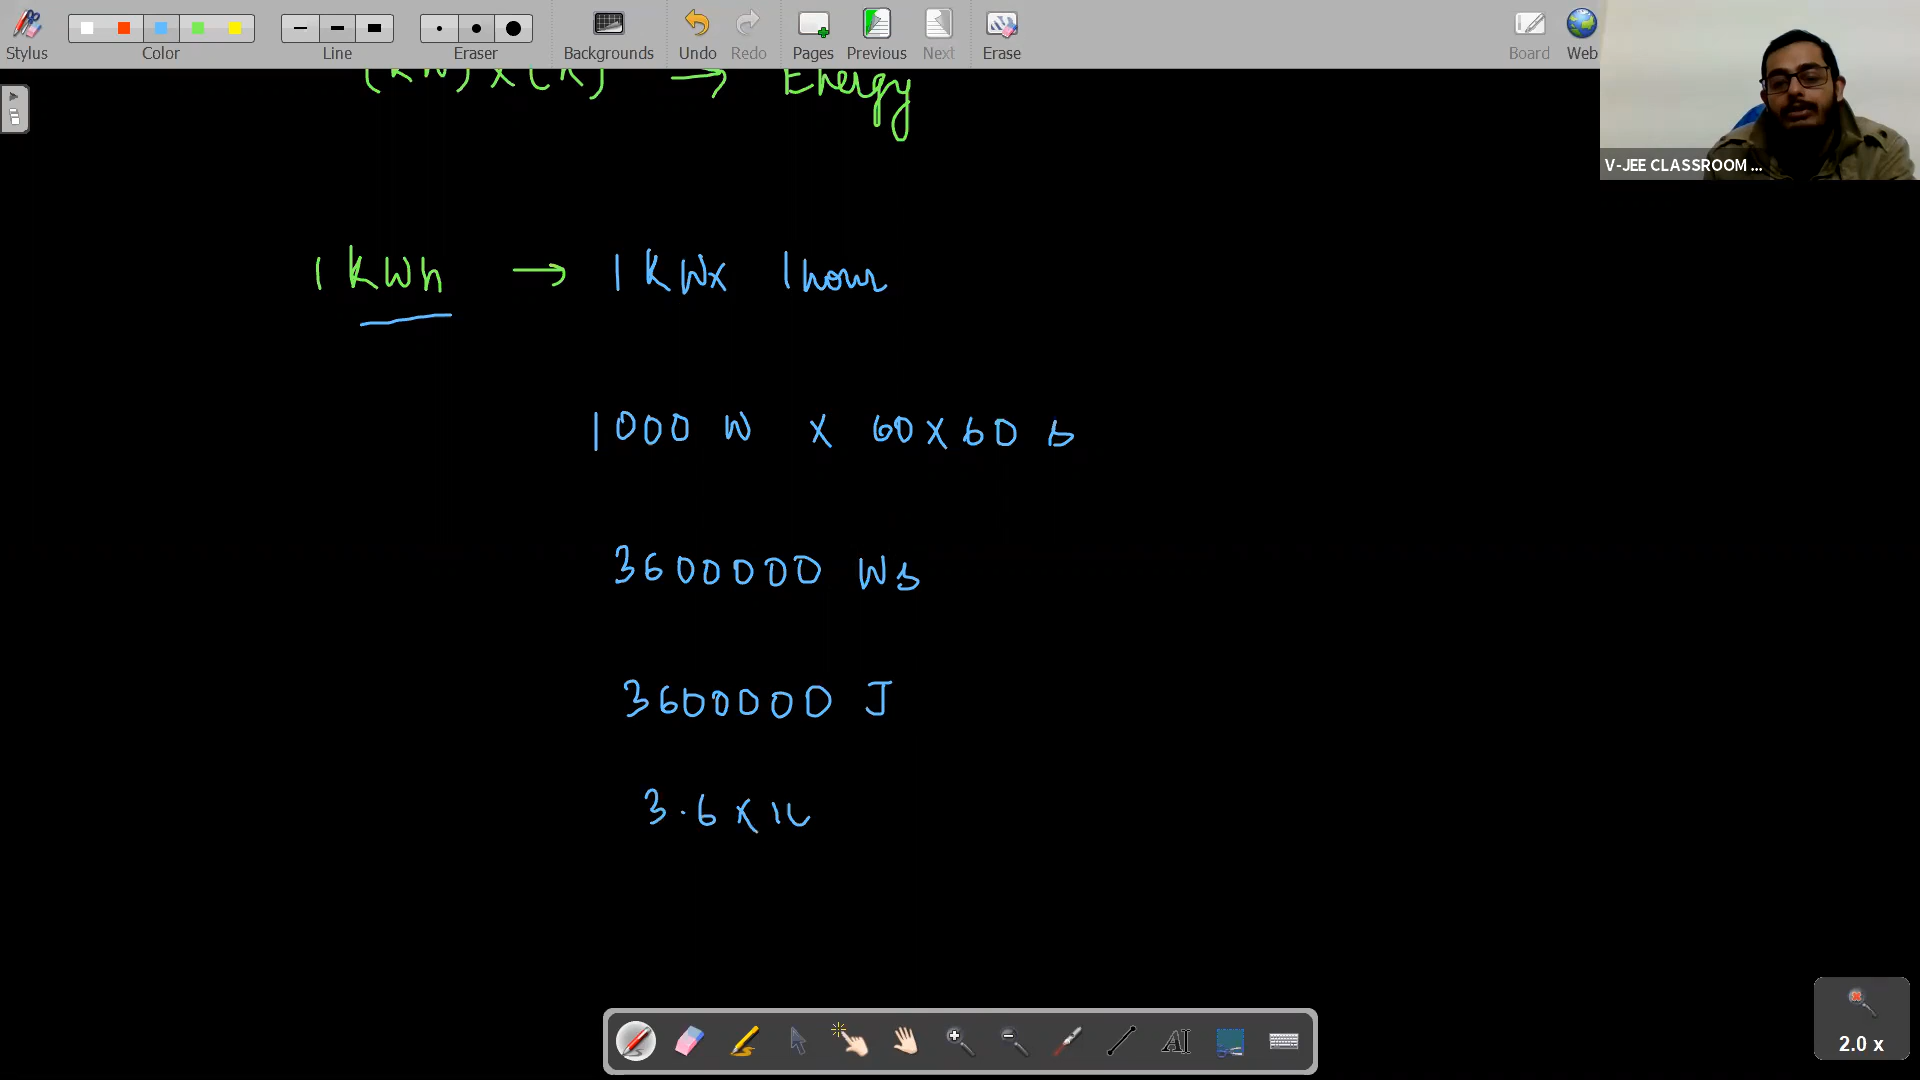 Stylus Color Line Eraser Backgrounds Undo Redo Pages Previous Next Erase Board Web
V-JEE CLASSROOM ...
(kW) x (h) → Energy
1 kWh → 1 kWx 1 hour
1000 W x 60 x 60 s
3600000 Ws
3600000 J
3.6 x 10
2.0 x